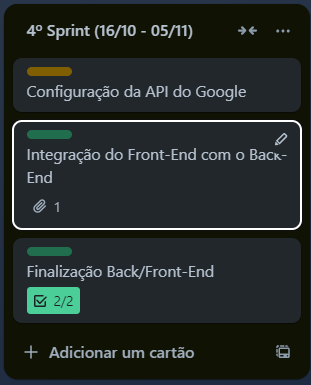 4º Sprint (16/10 - 05/11)
Configuração da API do Google
Integração do Front-End com o Back-
End
1
Finalização Back/Front-End
2/2
Adicionar um cartão